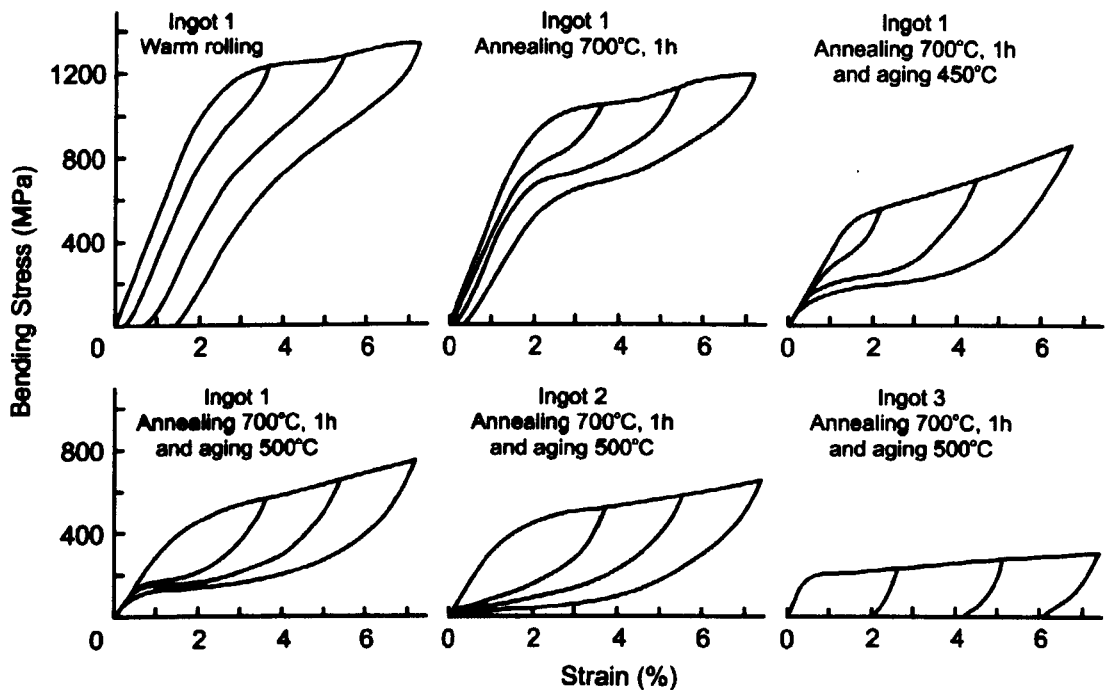 Ingot 1
Warm rolling
Ingot 1
Annealing 700°C, 1h
Ingot 1
Annealing 700°C, 1h
and aging 450°C
Bending Stress (MPa)
1200
800
400
0 2 4 6
0 2 4 6
0 2 4 6
Ingot 1
Annealing 700°C, 1h
and aging 500°C
Ingot 2
Annealing 700°C, 1h
and aging 500°C
Ingot 3
Annealing 700°C, 1h
and aging 500°C
800
400
0 2 4 6
0 2 4 6
0 2 4 6
Strain (%)